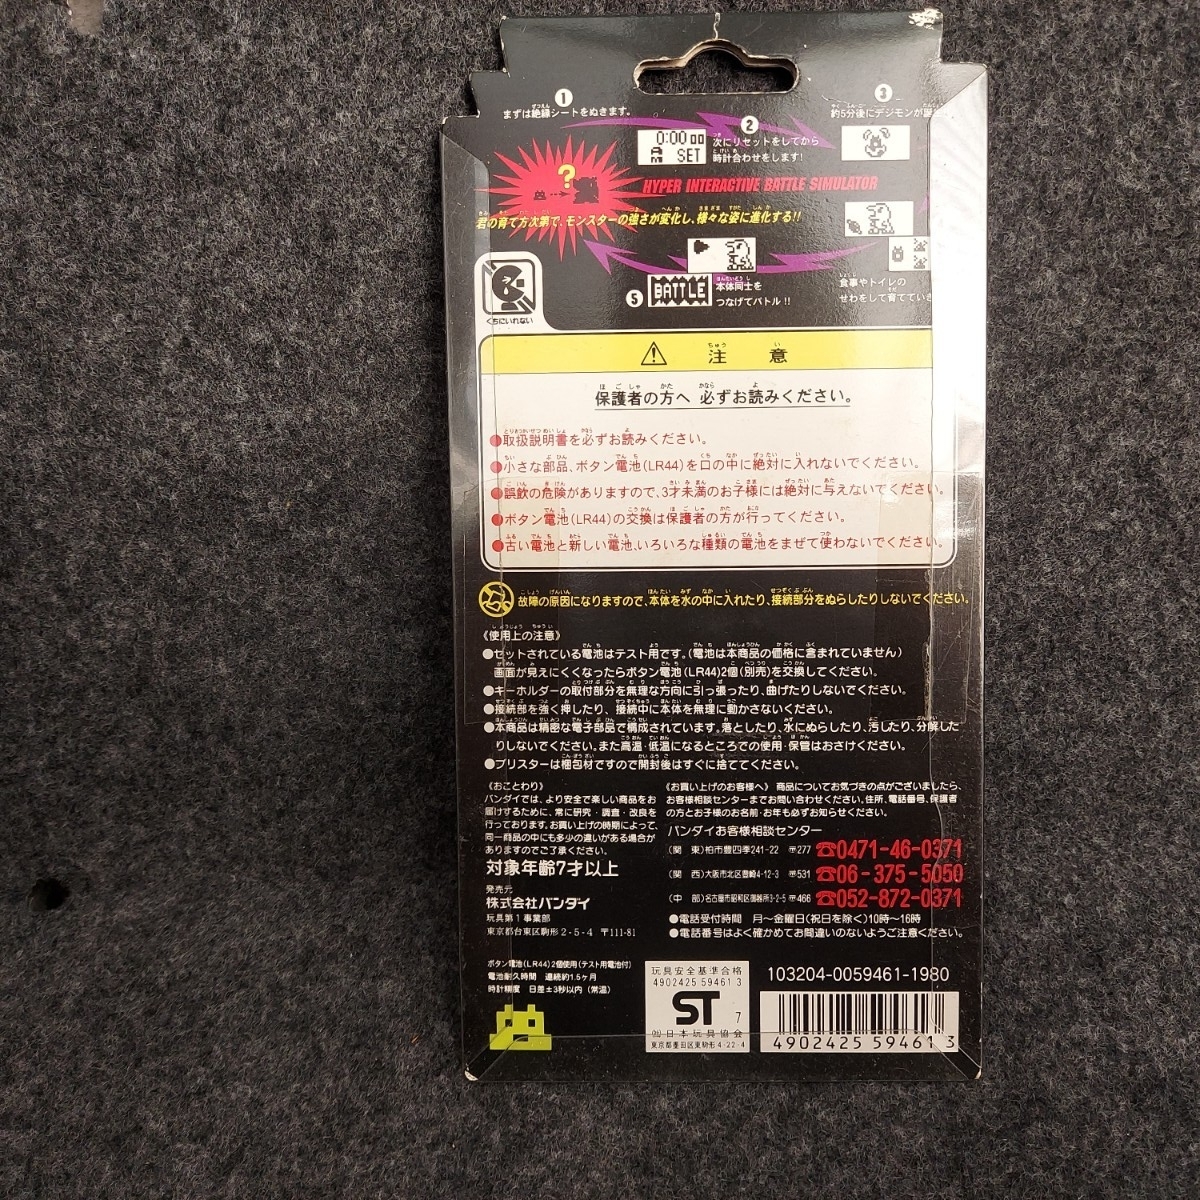 ①
まずは絶縁シートをぬきます。
②
0:00 00
AM SET
次にリセットをしてから
時計合わせをします!
③
約5分後にデジモンが誕
?
HYPER INTERACTIVE BATTLE SIMULATOR
君の育て方次第で、モンスターの強さが変化し、様々な姿に進化する!!
食事やトイレの
せわをして育てていき
⑤
BATTLE
本体同士を
つなげてバトル!!
くちにいれない
⚠ 注意
保護者の方へ 必ずお読みください。
●取扱説明書を必ずお読みください。
●小さな部品、ボタン電池(LR44)を口の中に絶対に入れないでください。
●誤飲の危険がありますので、3才未満のお子様には絶対に与えないでください。
●ボタン電池(LR44)の交換は保護者の方が行ってください。
●古い電池と新しい電池、いろいろな種類の電池をまぜて使わないでください。
故障の原因になりますので、本体を水の中に入れたり、接続部分をぬらしたりしないでください。
《使用上の注意》
●セットされている電池はテスト用です。(電池は本商品の価格に含まれていません)
画面が見えにくくなったらボタン電池(LR44)2個(別売)を交換してください。
●キーホルダーの取付部分を無理な方向に引っ張ったり、曲げたりしないでください。
●接続部を強く押したり、接続中に本体を無理に動かさないください。
●本商品は精密な電子部品で構成されています。落としたり、水にぬらしたり、汚したり、分解した
りしないでください。また高温・低温になるところでの使用・保管はおさけください。
●ブリスターは梱包材ですので開封後はすぐに捨ててください。
《おことわり》
バンダイでは、より安全で楽しい商品をお
届けするために、常に研究・調査・改良を
行っております。お買い上げの時期によって、
同一商品の中にも多少の違いがある場合が
ありますのでご了承ください。
対象年齢7才以上
発売元
株式会社バンダイ
玩具第1事業部
東京都台東区駒形2-5-4 〒111-81
《お買い上げのお客様へ》 商品についてお気づきの点がございましたら、
お客様相談センターまでお問い合わせください。住所、電話番号、保護者
の方とお子様のお名前・お年も必ずお知らせください。
バンダイお客様相談センター
(関 東)柏市豊四季241-22 〒277 ☎0471-46-0371
(関 西)大阪市北区豊崎4-12-3 〒531 ☎06-375-5050
(中 部)名古屋市昭和区御器所3-2-5 〒466 ☎052-872-0371
●電話受付時間 月~金曜日(祝日を除く)10時~16時
●電話番号はよく確かめてお間違いのないようご注意ください。
ボタン電池(LR44)2個使用(テスト用電池付)
電池耐久時間 連続約1.5ヶ月
時計精度 日差±3秒以内(常温)
玩具安全基準合格
4902425 59461 3
ST
7
㈳日本玩具協会
東京都墨田区東駒形4-22-4
103204-0059461-1980
4902425 594613